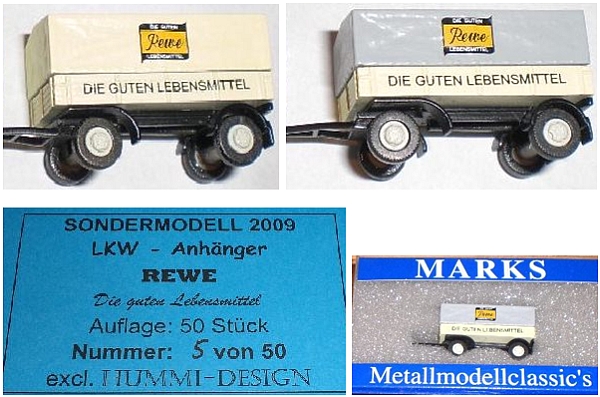 DIE GUTEN
Rewe
LEBENSMITTEL
DIE GUTEN LEBENSMITTEL
DIE GUTEN
Rewe
LEBENSMITTEL
DIE GUTEN LEBENSMITTEL
SONDERMODELL 2009
LKW - Anhänger
REWE
Die guten Lebensmittel
Auflage: 50 Stück
Nummer: 5 von 50
excl. HUMMI-DESIGN
MARKS
Rewe
DIE GUTEN LEBENSMITTEL
Metallmodellclassic's